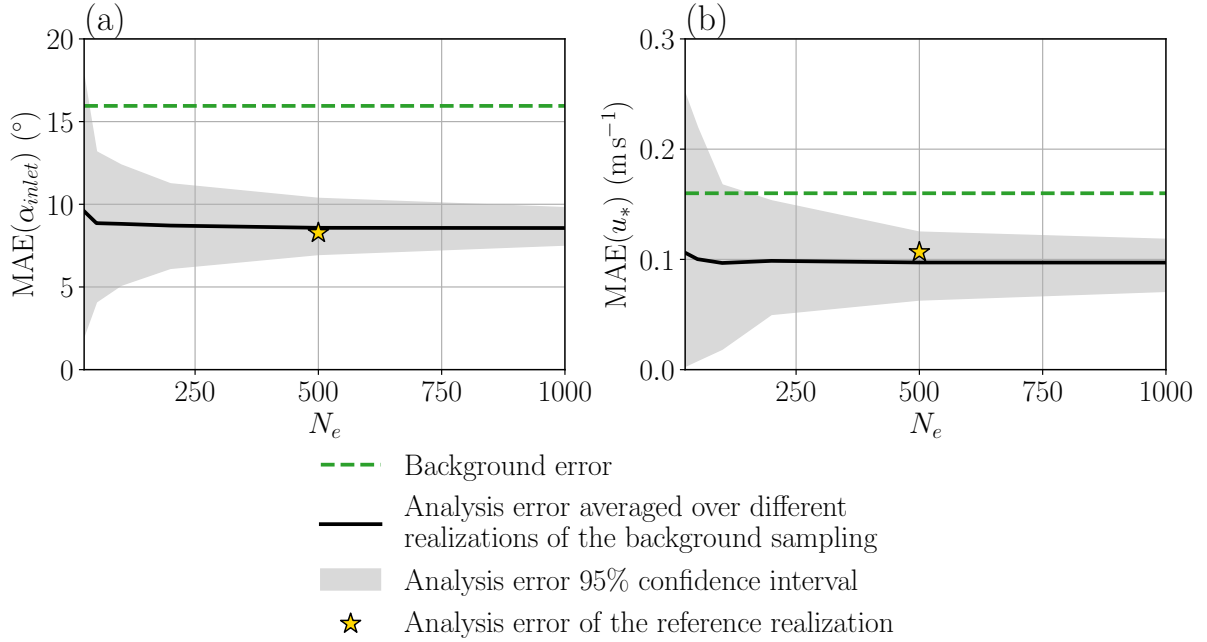 (a)
20
15
10
5
0
MAE(α_inlet) (°)
250 500 750 1000
N_e
(b)
0.3
0.2
0.1
0.0
MAE(u_*) (m s⁻¹)
250 500 750 1000
N_e
Background error
Analysis error averaged over different
realizations of the background sampling
Analysis error 95% confidence interval
Analysis error of the reference realization